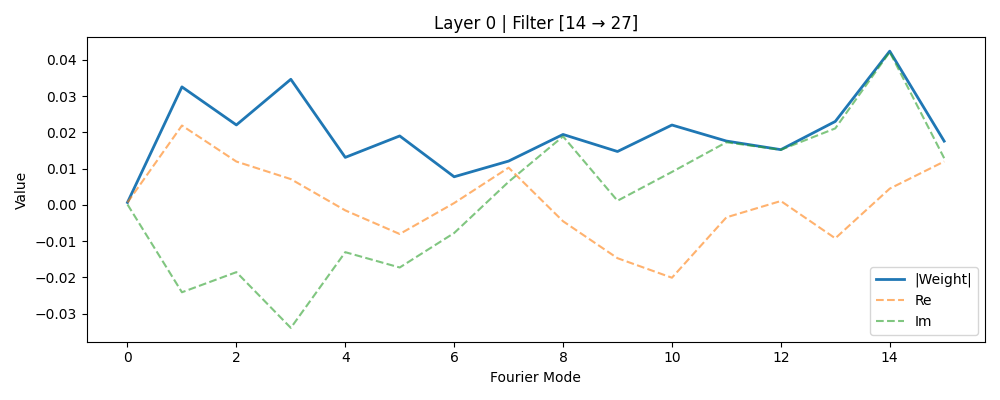 Layer 0 | Filter [14 → 27]
Value
0.04
0.03
0.02
0.01
0.00
−0.01
−0.02
−0.03
|Weight|
Re
Im
0 2 4 6 8 10 12 14
Fourier Mode